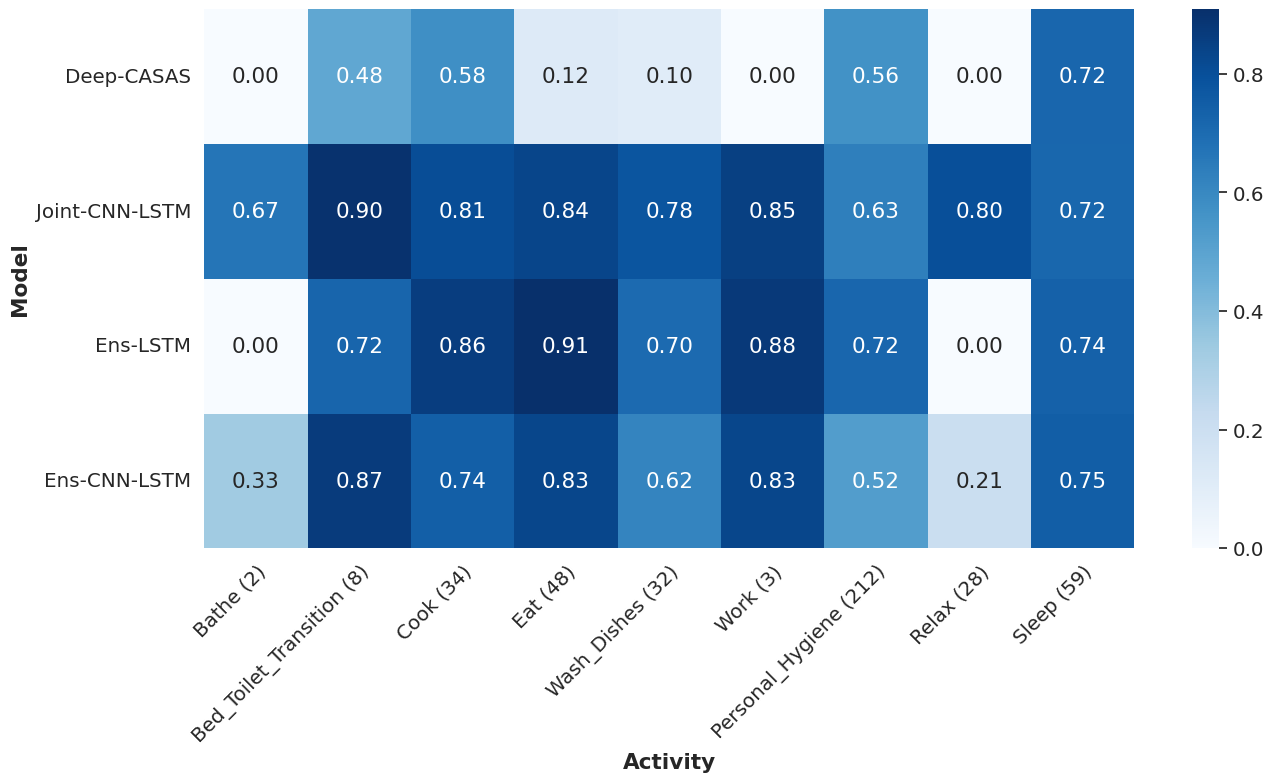 Deep-CASAS 0.00 0.48 0.58 0.12 0.10 0.00 0.56 0.00 0.72
Joint-CNN-LSTM 0.67 0.90 0.81 0.84 0.78 0.85 0.63 0.80 0.72
Ens-LSTM 0.00 0.72 0.86 0.91 0.70 0.88 0.72 0.00 0.74
Ens-CNN-LSTM 0.33 0.87 0.74 0.83 0.62 0.83 0.52 0.21 0.75
Model
Bathe (2)
Bed_Toilet_Transition (8)
Cook (34)
Eat (48)
Wash_Dishes (32)
Work (3)
Personal_Hygiene (212)
Relax (28)
Sleep (59)
Activity
0.8
0.6
0.4
0.2
0.0